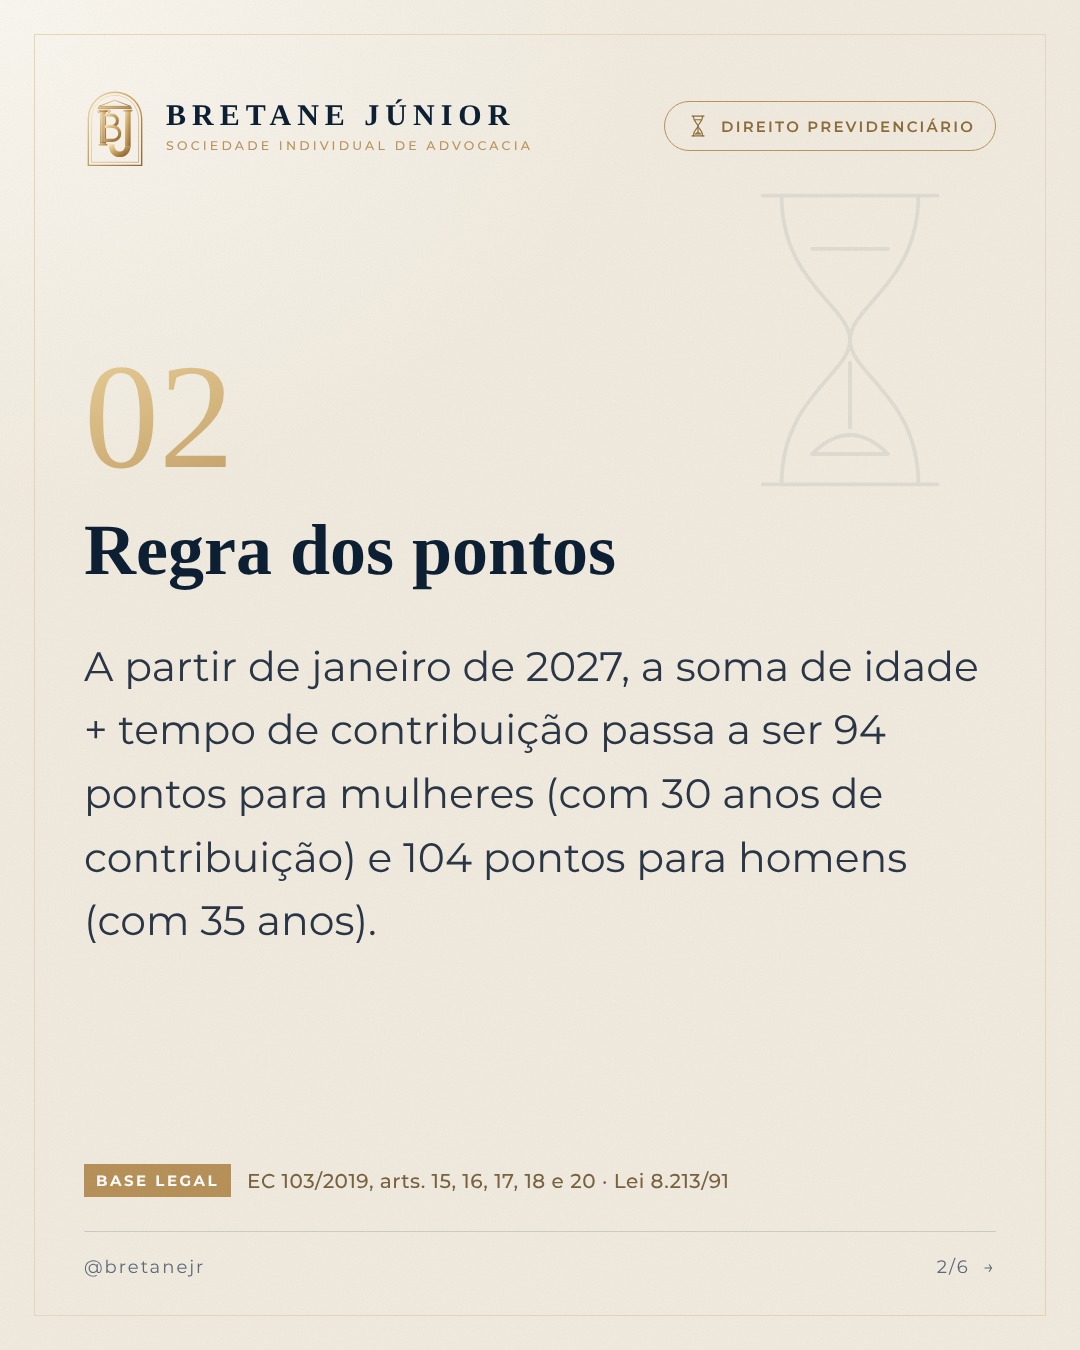 BJ
BRETANE JÚNIOR
SOCIEDADE INDIVIDUAL DE ADVOCACIA
DIREITO PREVIDENCIÁRIO
02
Regra dos pontos
A partir de janeiro de 2027, a soma de idade
+ tempo de contribuição passa a ser 94
pontos para mulheres (com 30 anos de
contribuição) e 104 pontos para homens
(com 35 anos).
BASE LEGAL EC 103/2019, arts. 15, 16, 17, 18 e 20 · Lei 8.213/91
@bretanejr
2/6 →